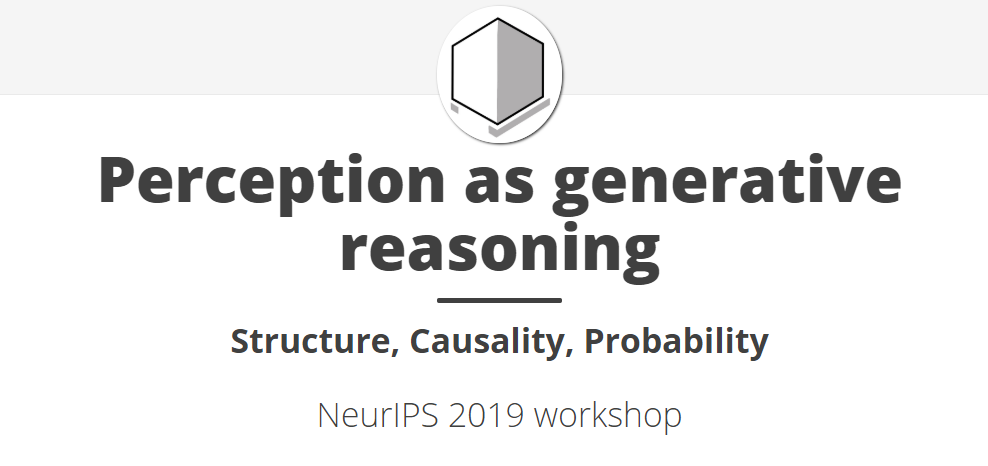 Perception as generative
reasoning
Structure, Causality, Probability
NeurIPS 2019 workshop